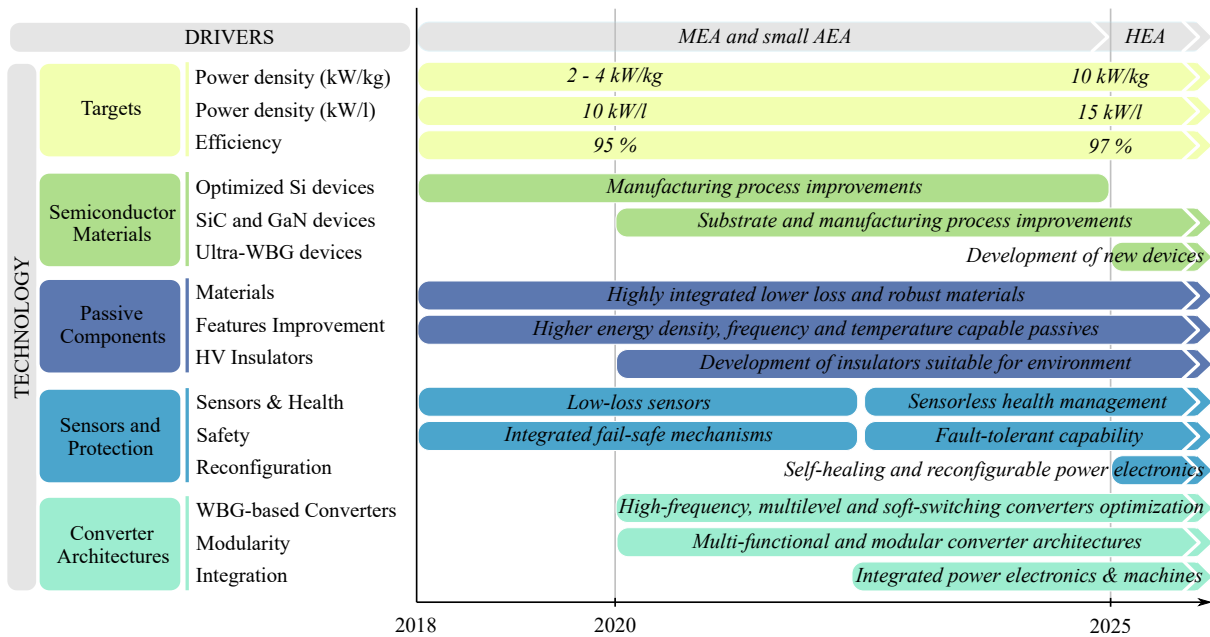 DRIVERS
MEA and small AEA
HEA
TECHNOLOGY
Targets
Power density (kW/kg)
2 - 4 kW/kg
10 kW/kg
Power density (kW/l)
10 kW/l
15 kW/l
Efficiency
95 %
97 %
Semiconductor
Materials
Optimized Si devices
Manufacturing process improvements
SiC and GaN devices
Substrate and manufacturing process improvements
Ultra-WBG devices
Development of new devices
Passive
Components
Materials
Highly integrated lower loss and robust materials
Features Improvement
Higher energy density, frequency and temperature capable passives
HV Insulators
Development of insulators suitable for environment
Sensors and
Protection
Sensors & Health
Low-loss sensors
Sensorless health management
Safety
Integrated fail-safe mechanisms
Fault-tolerant capability
Reconfiguration
Self-healing and reconfigurable power electronics
Converter
Architectures
WBG-based Converters
High-frequency, multilevel and soft-switching converters optimization
Modularity
Multi-functional and modular converter architectures
Integration
Integrated power electronics & machines
2018
2020
2025